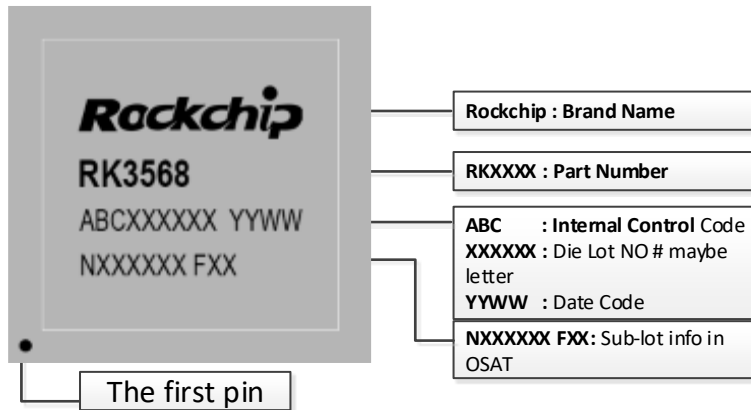 Rockchip
RK3568
ABCXXXXXX YYWW
NXXXXXX FXX
The first pin
Rockchip : Brand Name
RKXXXX : Part Number
ABC : Internal Control Code
XXXXXX : Die Lot NO # maybe
letter
YYWW : Date Code
NXXXXXX FXX: Sub-lot info in
OSAT